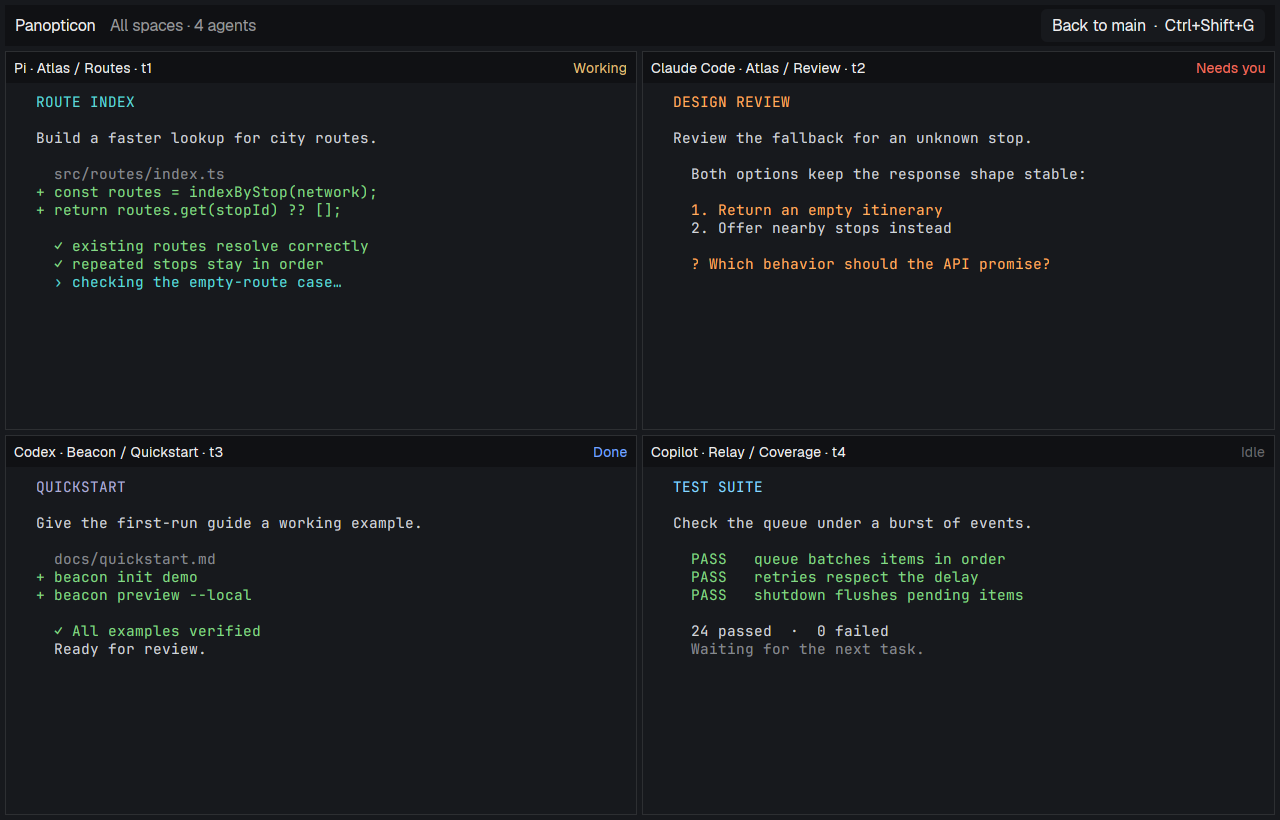 Panopticon All spaces · 4 agents
Back to main · Ctrl+Shift+G
Pi · Atlas / Routes · t1 Working
ROUTE INDEX
Build a faster lookup for city routes.
src/routes/index.ts
+ const routes = indexByStop(network);
+ return routes.get(stopId) ?? [];
✓ existing routes resolve correctly
✓ repeated stops stay in order
› checking the empty-route case…
Claude Code · Atlas / Review · t2 Needs you
DESIGN REVIEW
Review the fallback for an unknown stop.
Both options keep the response shape stable:
1. Return an empty itinerary
2. Offer nearby stops instead
? Which behavior should the API promise?
Codex · Beacon / Quickstart · t3 Done
QUICKSTART
Give the first-run guide a working example.
docs/quickstart.md
+ beacon init demo
+ beacon preview --local
✓ All examples verified
Ready for review.
Copilot · Relay / Coverage · t4 Idle
TEST SUITE
Check the queue under a burst of events.
PASS queue batches items in order
PASS retries respect the delay
PASS shutdown flushes pending items
24 passed · 0 failed
Waiting for the next task.